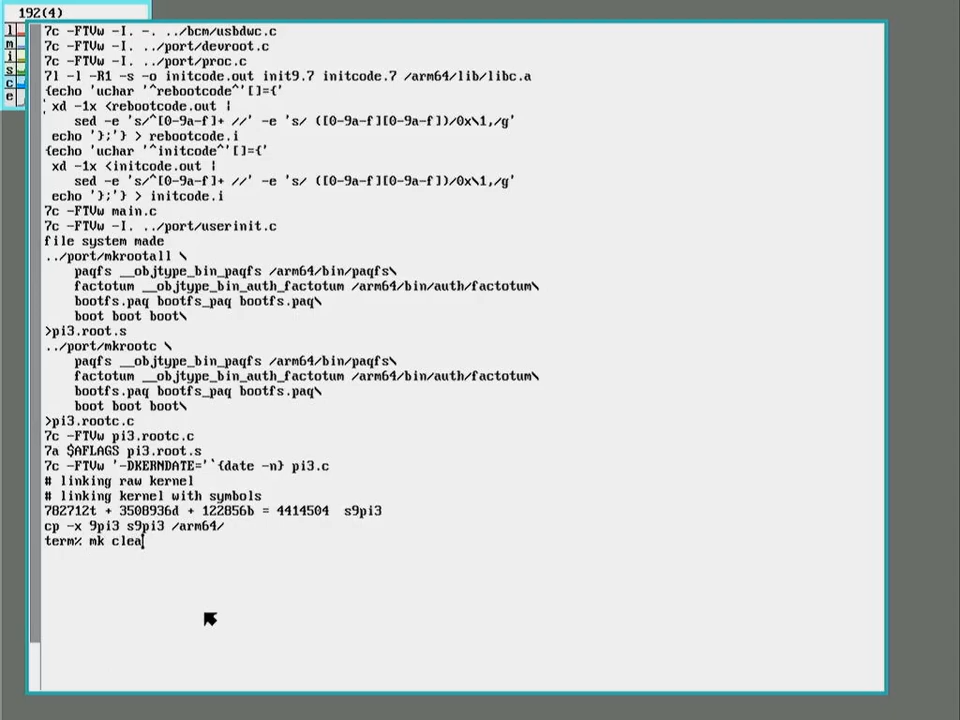 192(4)
l
m
i
s
c
e
7c -FTVw -I. -. ../bcm/usbdwc.c
7c -FTVw -I. ../port/devroot.c
7c -FTVw -I. ../port/proc.c
7l -l -R1 -s -o initcode.out init9.7 initcode.7 /arm64/lib/libc.a
{echo 'uchar '^rebootcode^'[]={'
 xd -1x <rebootcode.out |
    sed -e 's/^[0-9a-f]+ //' -e 's/ ([0-9a-f][0-9a-f])/0x\1,/g'
 echo '};'} > rebootcode.i
{echo 'uchar '^initcode^'[]={'
 xd -1x <initcode.out |
    sed -e 's/^[0-9a-f]+ //' -e 's/ ([0-9a-f][0-9a-f])/0x\1,/g'
 echo '};'} > initcode.i
7c -FTVw main.c
7c -FTVw -I. ../port/userinit.c
file system made
../port/mkrootall \
    paqfs __objtype_bin_paqfs /arm64/bin/paqfs\
    factotum __objtype_bin_auth_factotum /arm64/bin/auth/factotum\
    bootfs.paq bootfs_paq bootfs.paq\
    boot boot boot\
>pi3.root.s
../port/mkrootc \
    paqfs __objtype_bin_paqfs /arm64/bin/paqfs\
    factotum __objtype_bin_auth_factotum /arm64/bin/auth/factotum\
    bootfs.paq bootfs_paq bootfs.paq\
    boot boot boot\
>pi3.rootc.c
7c -FTVw pi3.rootc.c
7a $AFLAGS pi3.root.s
7c -FTVw '-DKERNDATE='`{date -n} pi3.c
# linking raw kernel
# linking kernel with symbols
782712t + 3508936d + 122856b = 4414504  s9pi3
cp -x 9pi3 s9pi3 /arm64/
term% mk clea